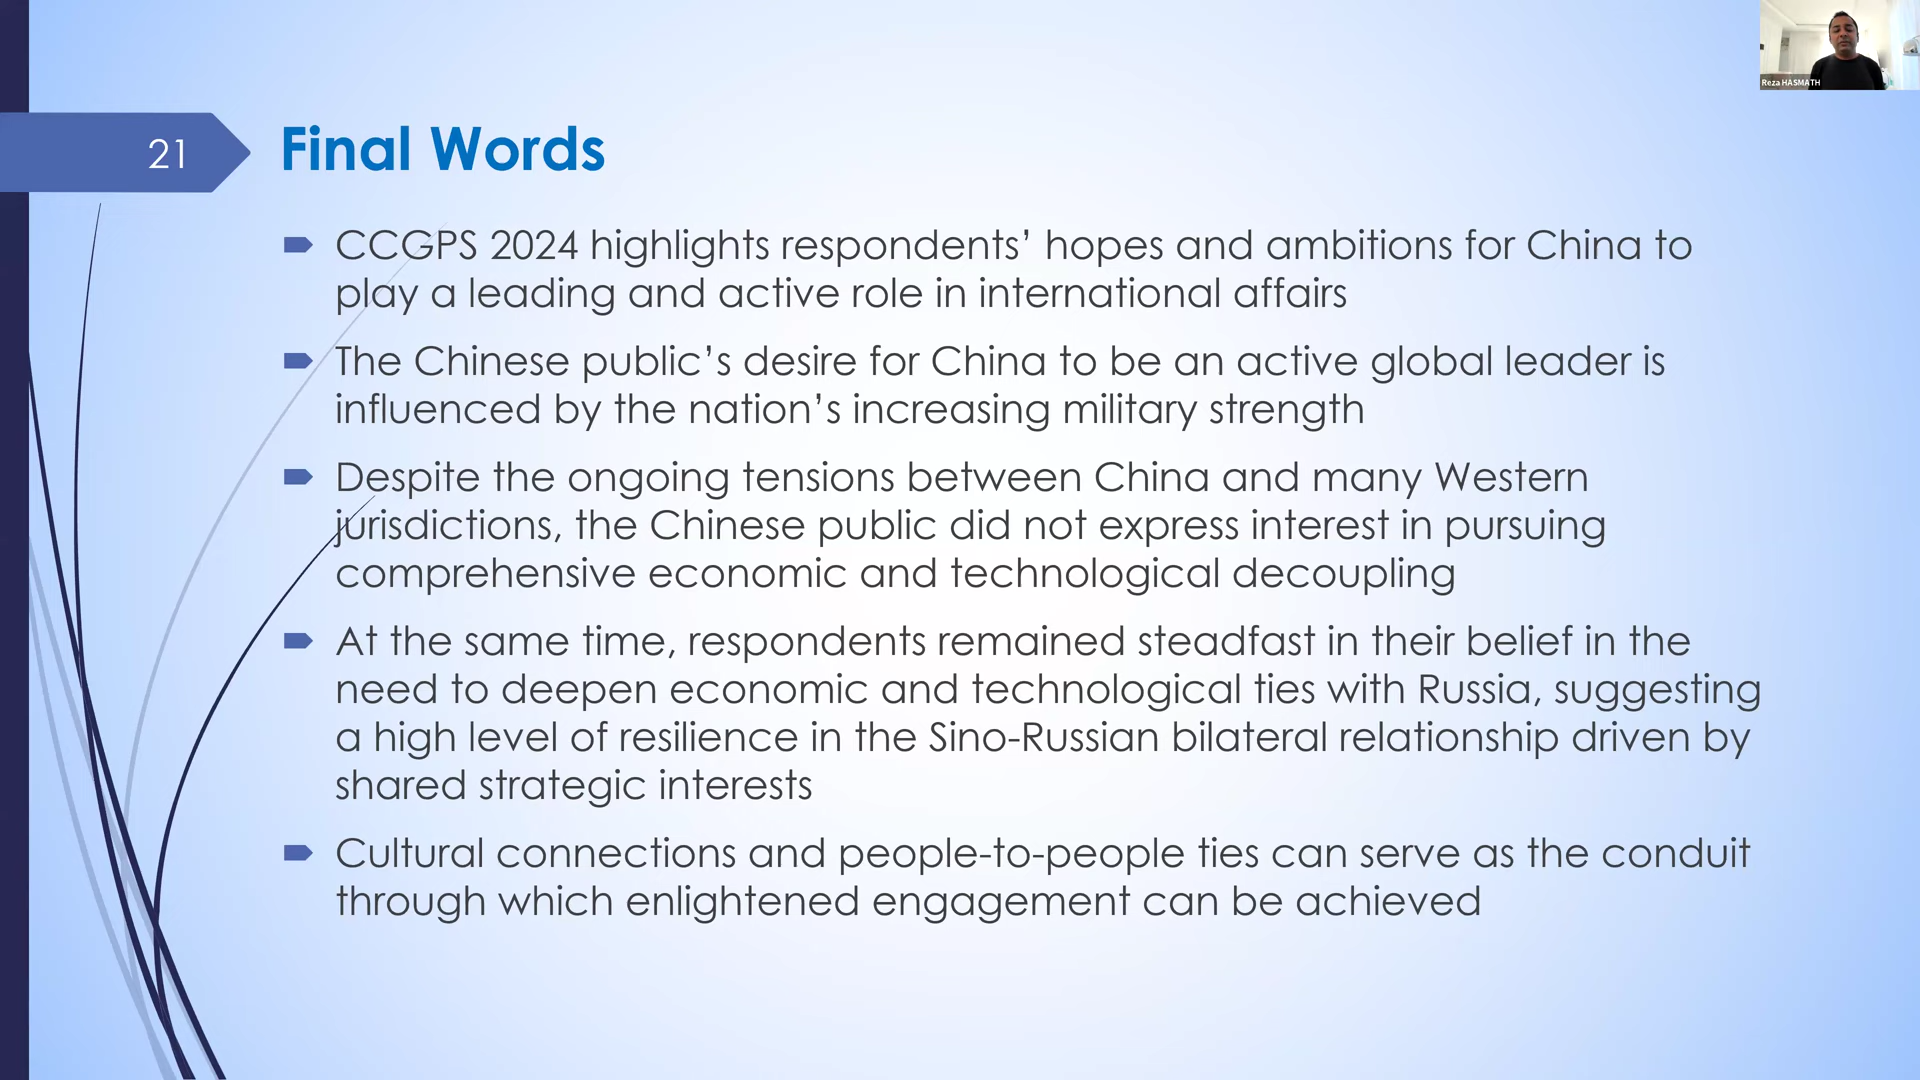 Reza HASMATH
21
Final Words
CCGPS 2024 highlights respondents’ hopes and ambitions for China to
play a leading and active role in international affairs
The Chinese public’s desire for China to be an active global leader is
influenced by the nation’s increasing military strength
Despite the ongoing tensions between China and many Western
jurisdictions, the Chinese public did not express interest in pursuing
comprehensive economic and technological decoupling
At the same time, respondents remained steadfast in their belief in the
need to deepen economic and technological ties with Russia, suggesting
a high level of resilience in the Sino-Russian bilateral relationship driven by
shared strategic interests
Cultural connections and people-to-people ties can serve as the conduit
through which enlightened engagement can be achieved